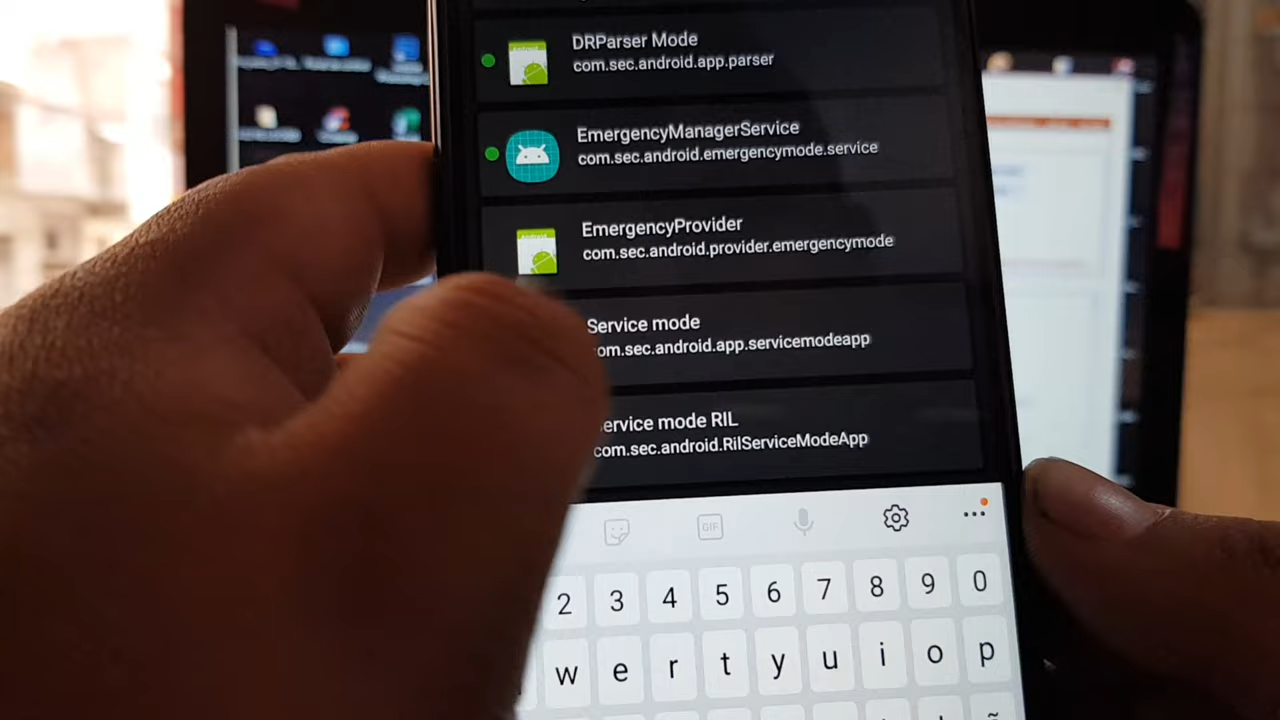 DRParser Mode
com.sec.android.app.parser
EmergencyManagerService
com.sec.android.emergencymode.service
EmergencyProvider
com.sec.android.provider.emergencymode
Service mode
om.sec.android.app.servicemodeapp
ervice mode RIL
com.sec.android.RilServiceModeApp
GIF
2 3 4 5 6 7 8 9 0
w e r t y u i o p